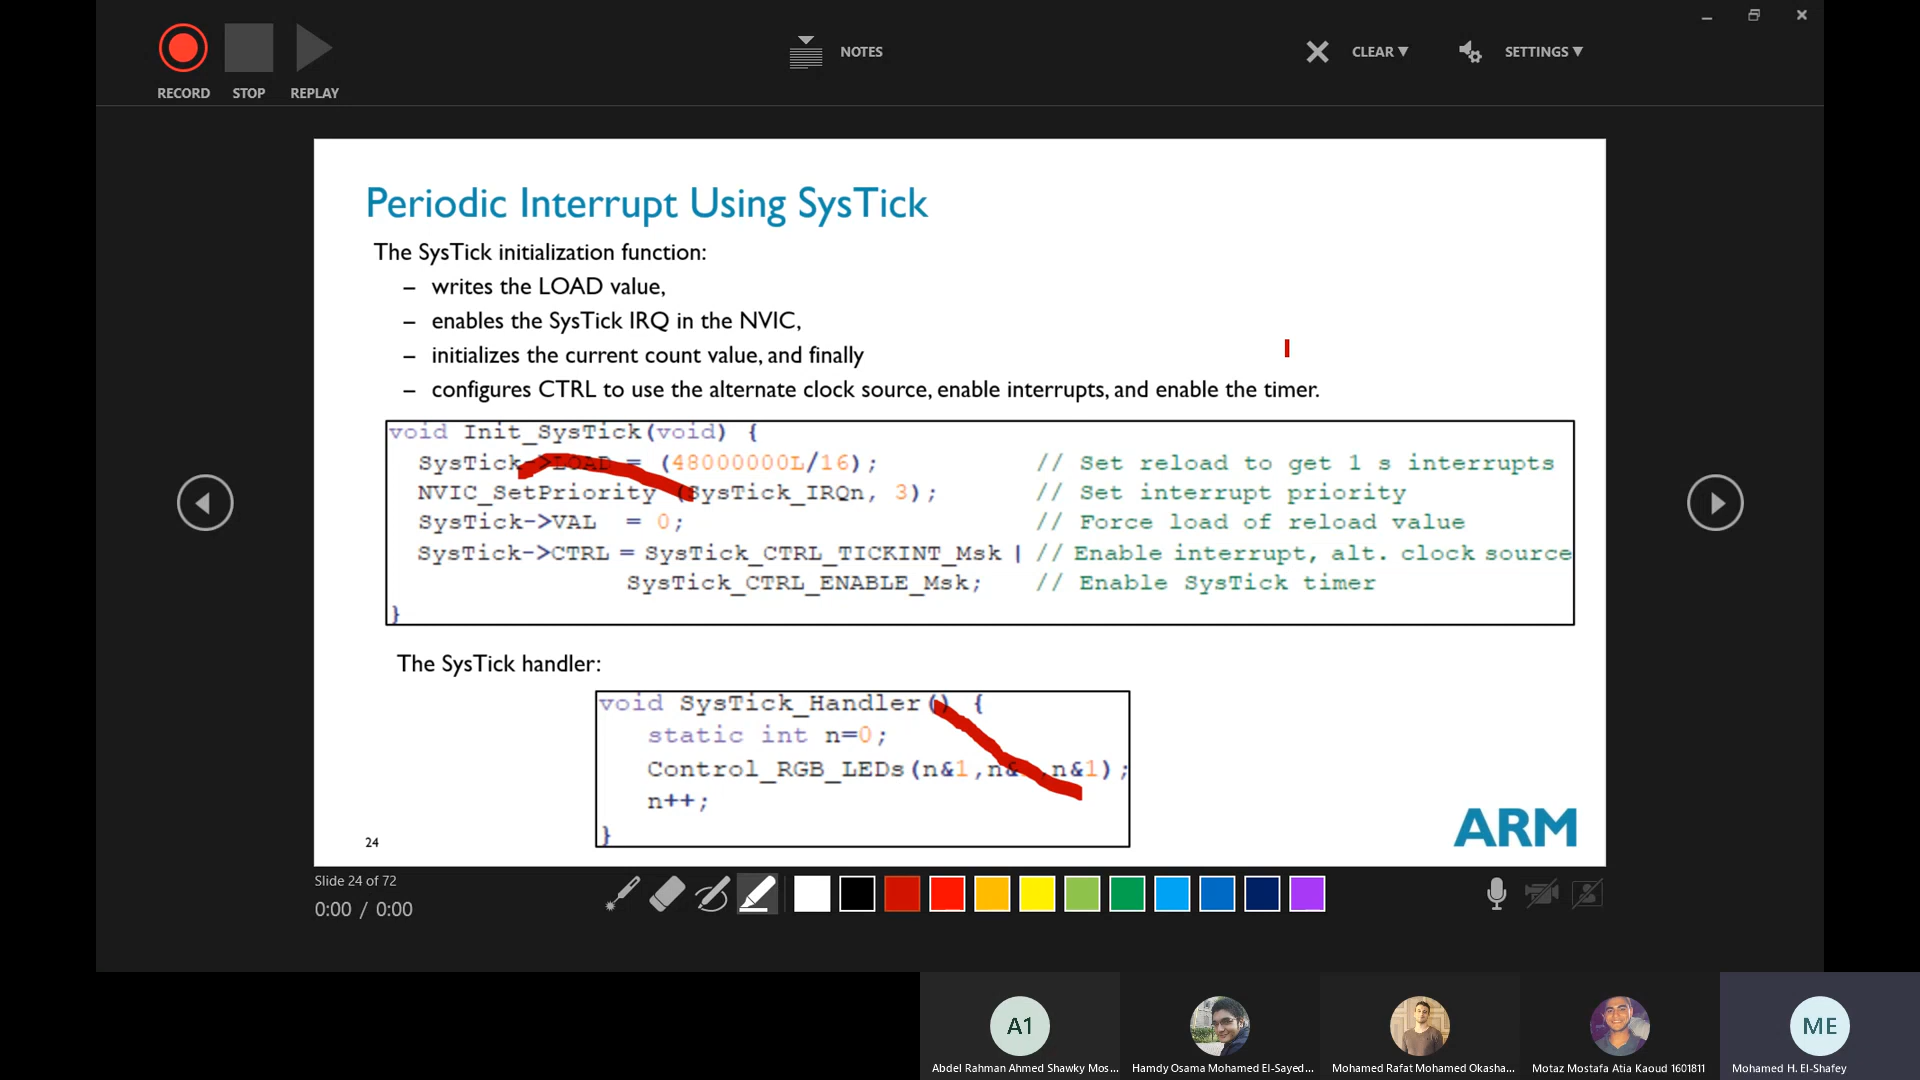 NOTES
CLEAR ▼
SETTINGS ▼
RECORD
STOP
REPLAY
Periodic Interrupt Using SysTick
The SysTick initialization function:
– writes the LOAD value,
– enables the SysTick IRQ in the NVIC,
– initializes the current count value, and finally
– configures CTRL to use the alternate clock source, enable interrupts, and enable the timer.
void Init_SysTick(void) {
SysTick->LOAD = (48000000L/16); // Set reload to get 1 s interrupts
NVIC_SetPriority (SysTick_IRQn, 3); // Set interrupt priority
SysTick->VAL = 0; // Force load of reload value
SysTick->CTRL = SysTick_CTRL_TICKINT_Msk | // Enable interrupt, alt. clock source
SysTick_CTRL_ENABLE_Msk; // Enable SysTick timer
}
The SysTick handler:
void SysTick_Handler() {
static int n=0;
Control_RGB_LEDs(n&1,n& ,n&1);
n++;
}
24
ARM
Slide 24 of 72
0:00 / 0:00
A1
ME
Abdel Rahman Ahmed Shawky Mos...
Hamdy Osama Mohamed El-Sayed...
Mohamed Rafat Mohamed Okasha...
Motaz Mostafa Atia Kaoud 1601811
Mohamed H. El-Shafey